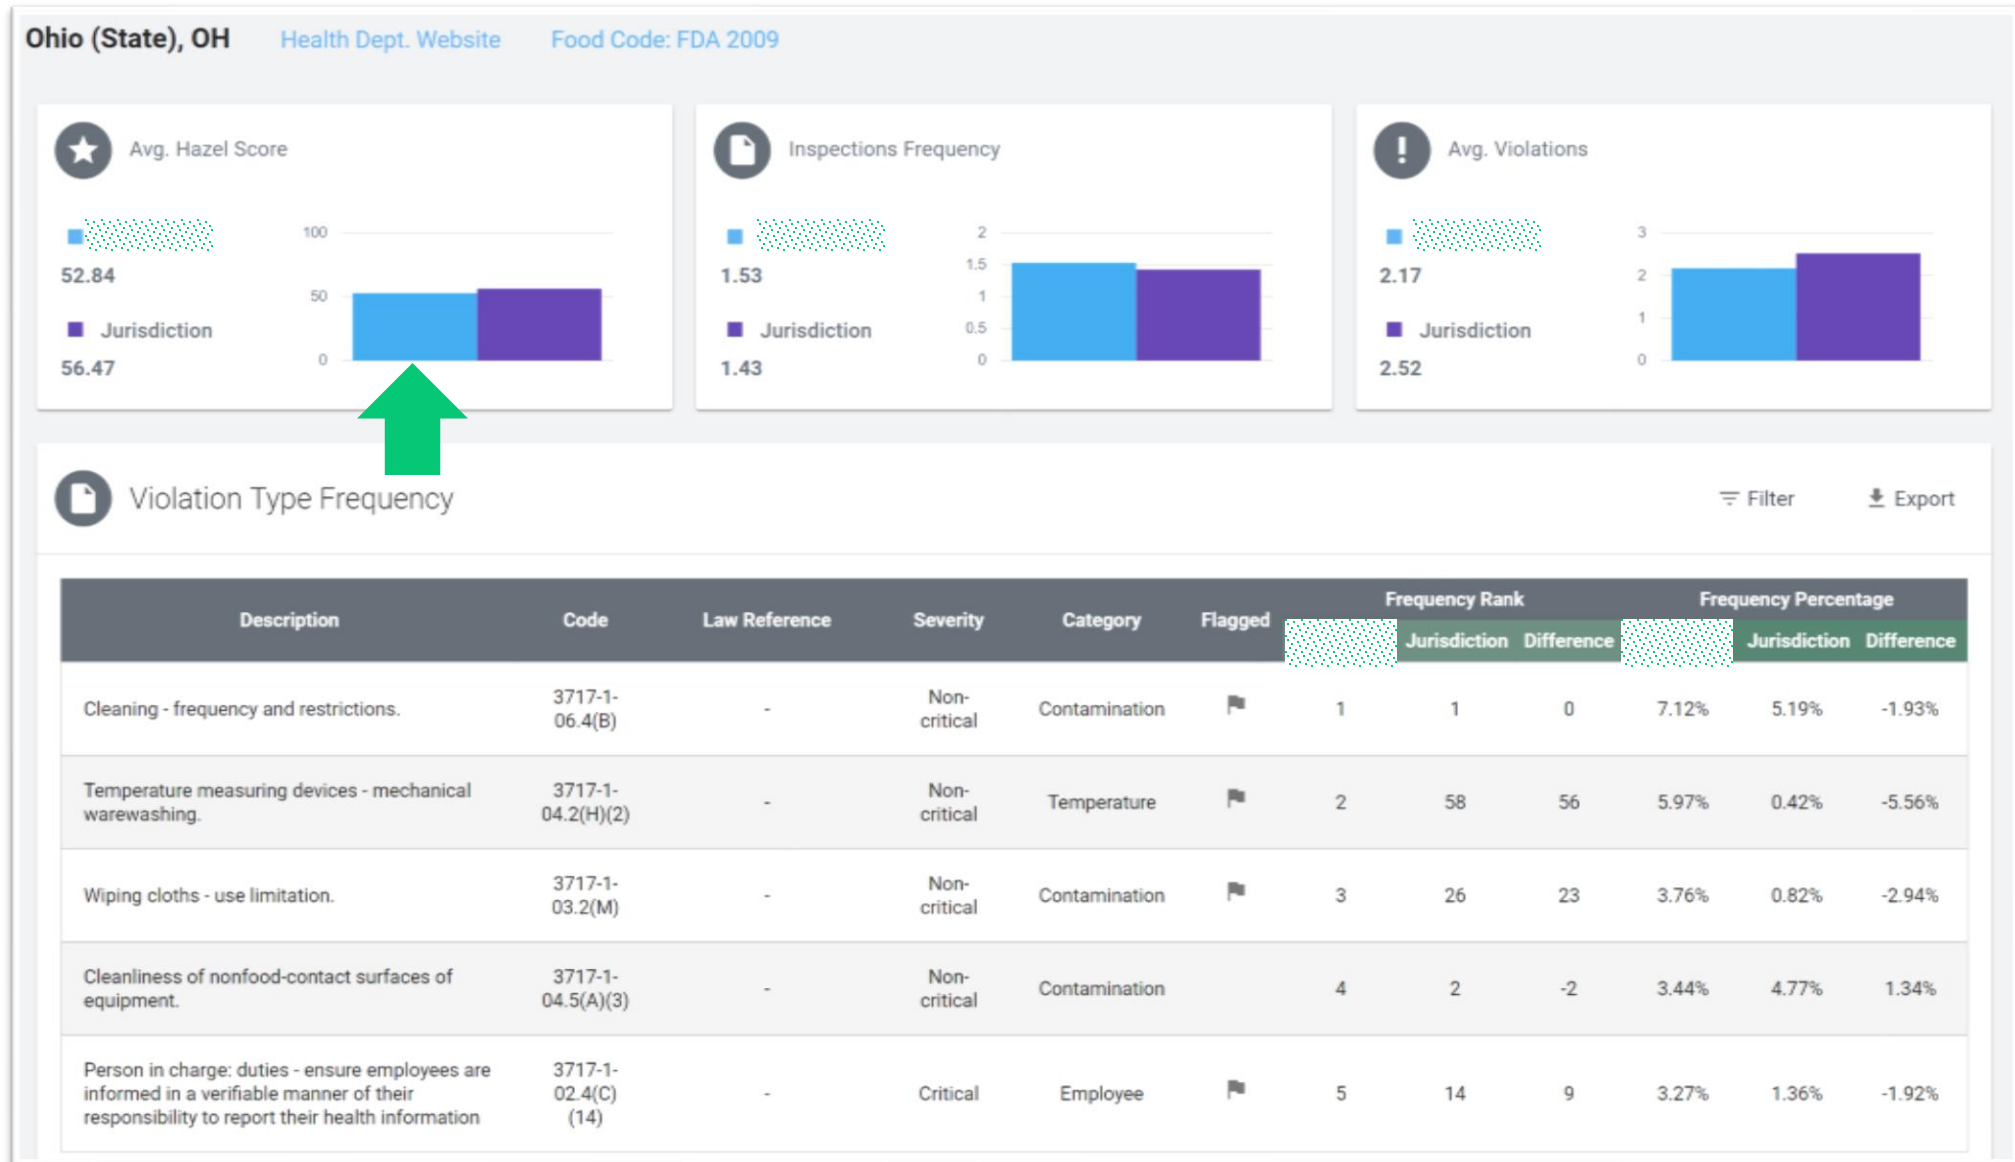 Ohio (State), OH Health Dept. Website Food Code: FDA 2009
Avg. Hazel Score
52.84
Jurisdiction
56.47
100
50
0
Inspections Frequency
1.53
Jurisdiction
1.43
2
1.5
1
0.5
0
Avg. Violations
2.17
Jurisdiction
2.52
3
2
1
0
Violation Type Frequency
Filter Export
Description Code Law Reference Severity Category Flagged Frequency Rank Frequency Percentage
Jurisdiction Difference Jurisdiction Difference
Cleaning - frequency and restrictions.
3717-1-
06.4(B)
-
Non-
critical
Contamination
1 1 0 7.12% 5.19% -1.93%
Temperature measuring devices - mechanical
warewashing.
3717-1-
04.2(H)(2)
-
Non-
critical
Temperature
2 58 56 5.97% 0.42% -5.56%
Wiping cloths - use limitation.
3717-1-
03.2(M)
-
Non-
critical
Contamination
3 26 23 3.76% 0.82% -2.94%
Cleanliness of nonfood-contact surfaces of
equipment.
3717-1-
04.5(A)(3)
-
Non-
critical
Contamination
4 2 -2 3.44% 4.77% 1.34%
Person in charge: duties - ensure employees are
informed in a verifiable manner of their
responsibility to report their health information
3717-1-
02.4(C)
(14)
-
Critical
Employee
5 14 9 3.27% 1.36% -1.92%